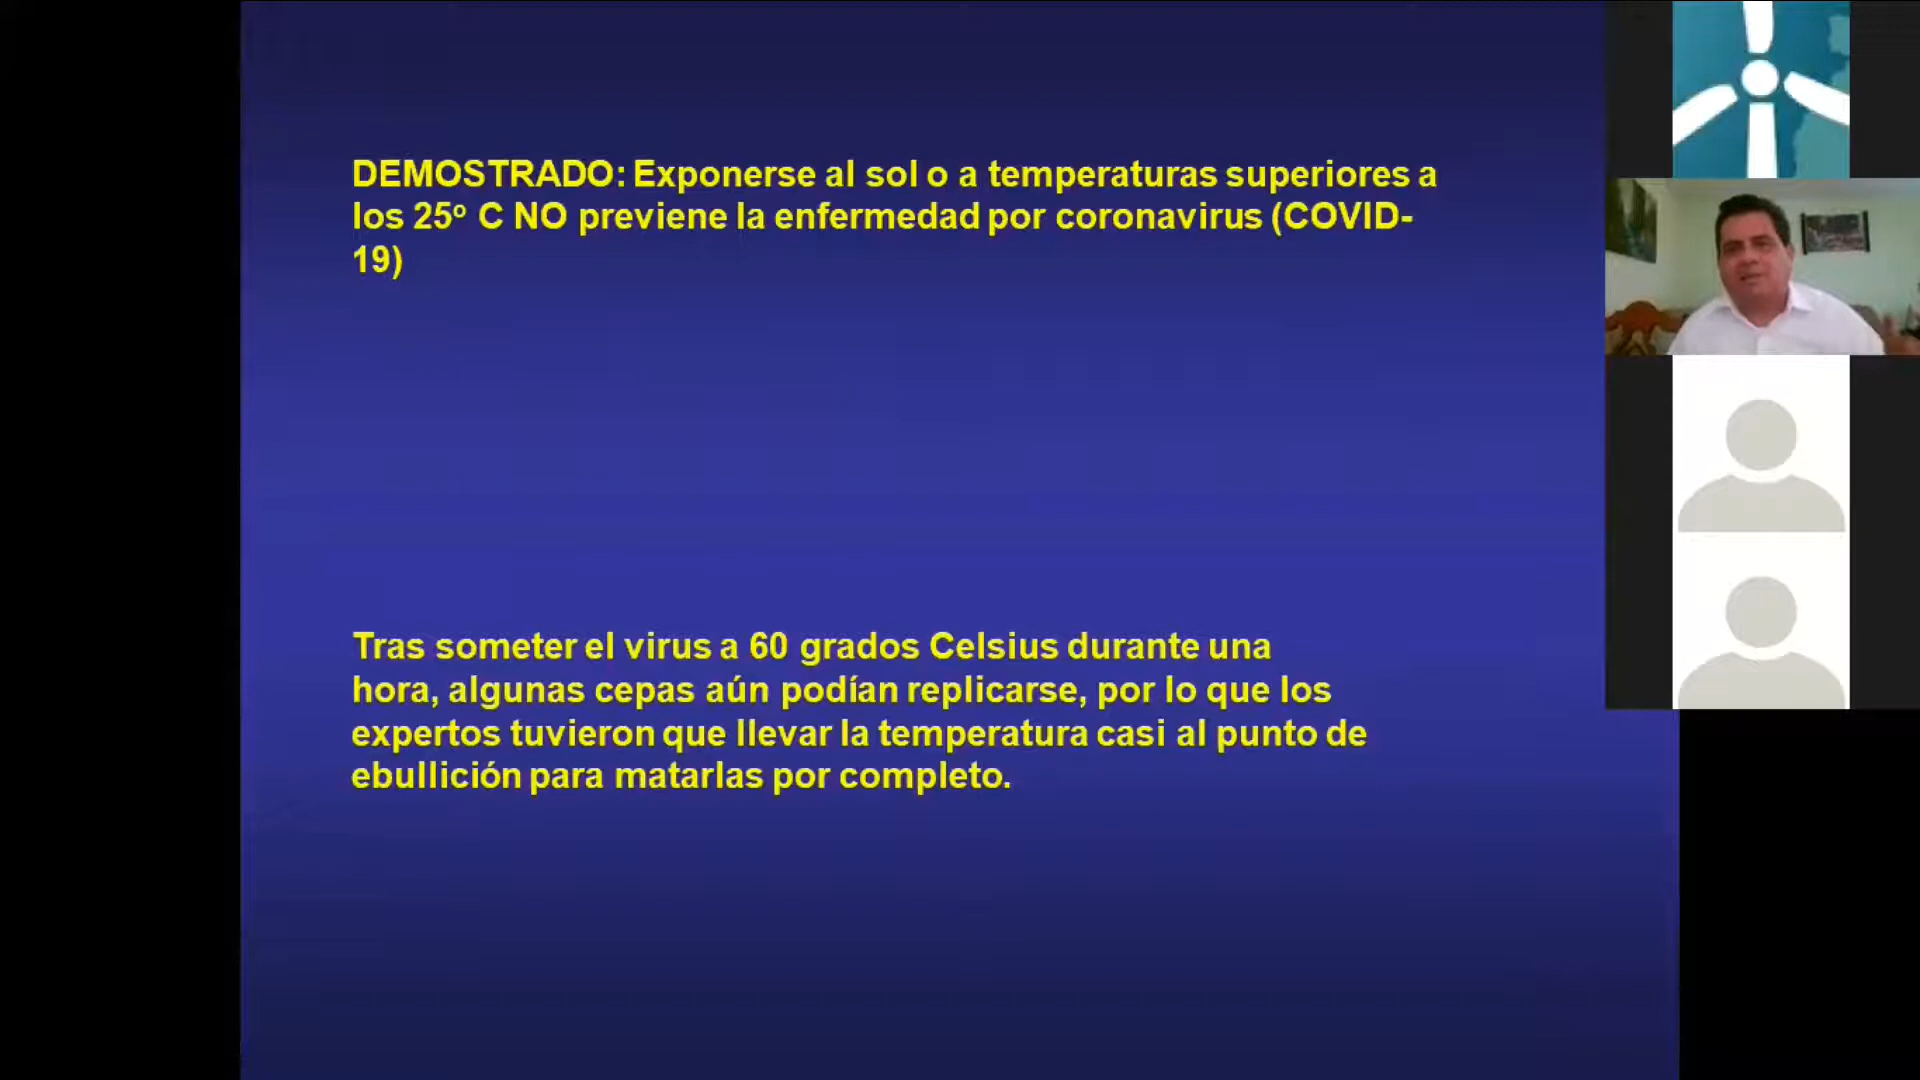 DEMOSTRADO: Exponerse al sol o a temperaturas superiores a
los 25º C NO previene la enfermedad por coronavirus (COVID-
19)
Tras someter el virus a 60 grados Celsius durante una
hora, algunas cepas aún podían replicarse, por lo que los
expertos tuvieron que llevar la temperatura casi al punto de
ebullición para matarlas por completo.